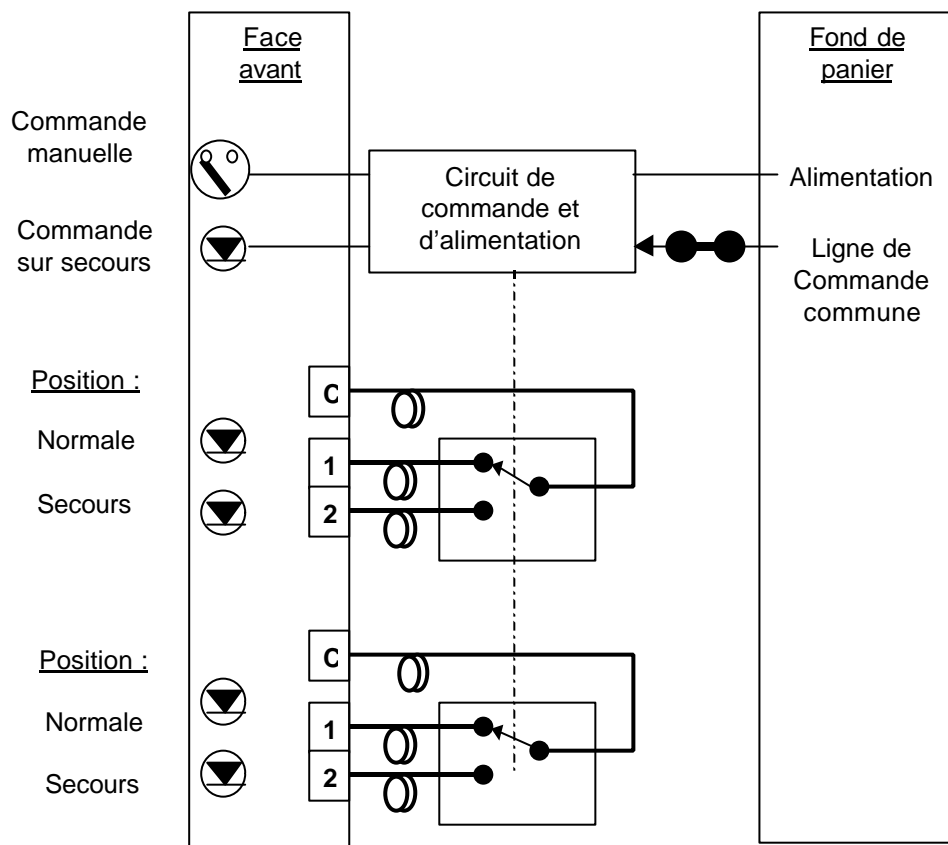 Face
avant
Fond de
panier
Commande
manuelle
Circuit de
commande et
d'alimentation
Alimentation
Commande
sur secours
Ligne de
Commande
commune
Position :
C
Normale
1
Secours
2
Position :
C
Normale
1
Secours
2